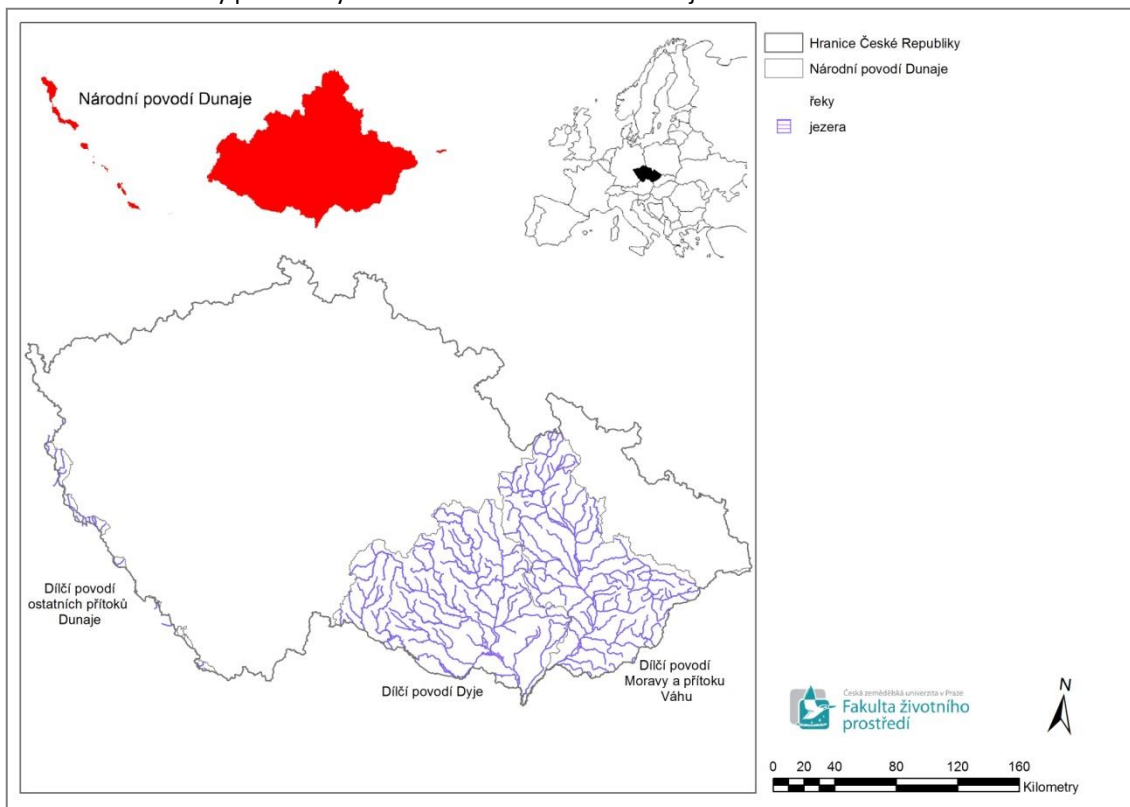 Národní povodí Dunaje
Hranice České Republiky
Národní povodí Dunaje
řeky
jezera
Dílčí povodí
ostatních přítoků
Dunaje
Dílčí povodí Dyje
Dílčí povodí
Moravy a přítoku
Váhu
Česká zemědělská univerzita v Praze
Fakulta životního
prostředí
N
0 20 40 80 120 160
Kilometry